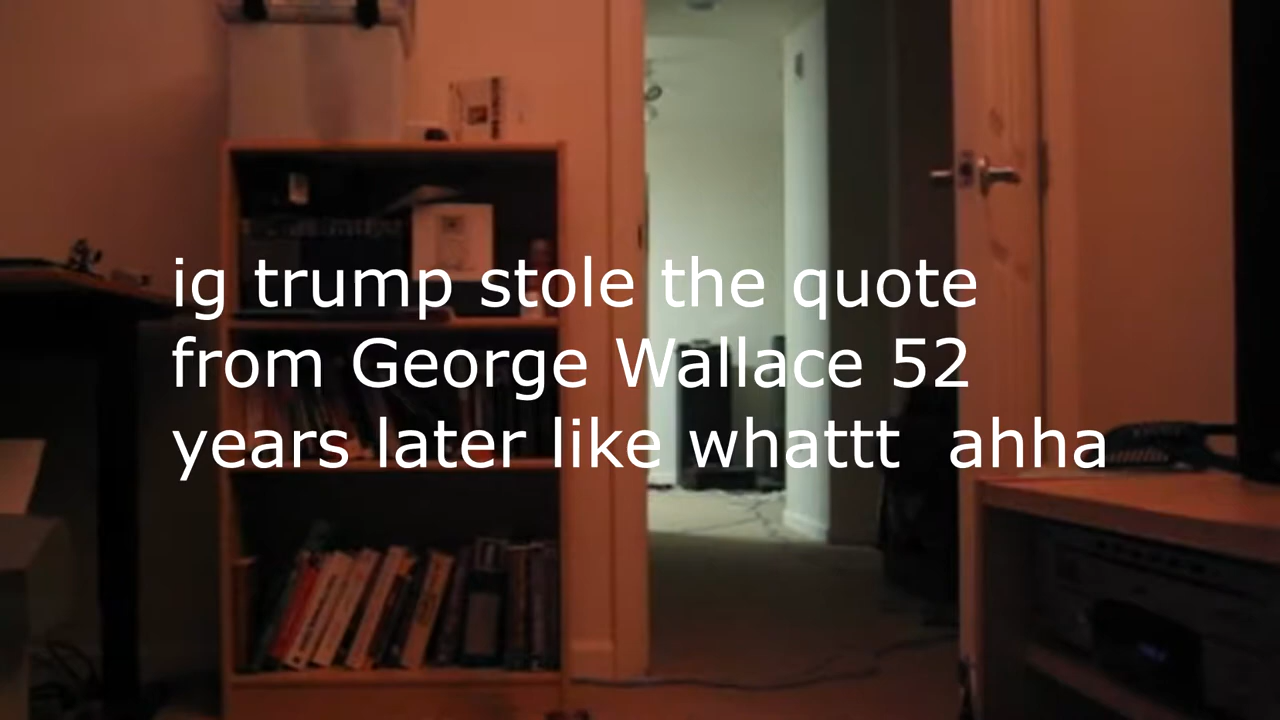 ig trump stole the quote
from George Wallace 52
years later like whattt  ahha